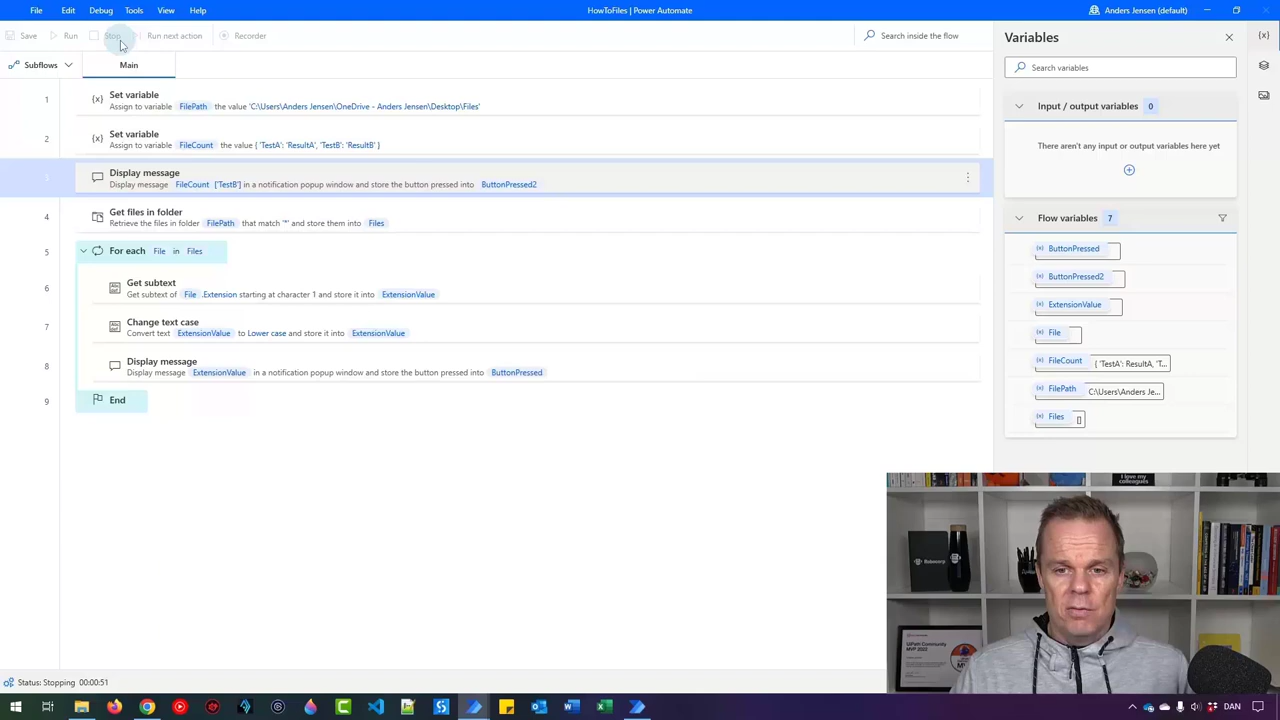 File Edit Debug Tools View Help
HowToFiles | Power Automate
Anders Jensen (default)
Save Run Stop Run next action Recorder
Search inside the flow
Subflows Main
1 Set variable
Assign to variable FilePath the value 'C:\Users\Anders Jensen\OneDrive - Anders Jensen\Desktop\Files'
2 Set variable
Assign to variable FileCount the value { 'TestA': 'ResultA', 'TestB': 'ResultB' }
3 Display message
Display message FileCount ['TestB'] in a notification popup window and store the button pressed into ButtonPressed2
4 Get files in folder
Retrieve the files in folder FilePath that match '*' and store them into Files
5 For each File in Files
6 Get subtext
Get subtext of File .Extension starting at character 1 and store it into ExtensionValue
7 Change text case
Convert text ExtensionValue to Lower case and store it into ExtensionValue
8 Display message
Display message ExtensionValue in a notification popup window and store the button pressed into ButtonPressed
9 End
Variables
{x}
Search variables
Input / output variables 0
There aren't any input or output variables here yet
Flow variables 7
ButtonPressed
ButtonPressed2
ExtensionValue
File
FileCount { 'TestA': ResultA, 'T...
FilePath C:\Users\Anders Je...
Files []
I love my
colleagues
UiPath Community
MVP 2022
Status: Stopping 00:00:51
DAN